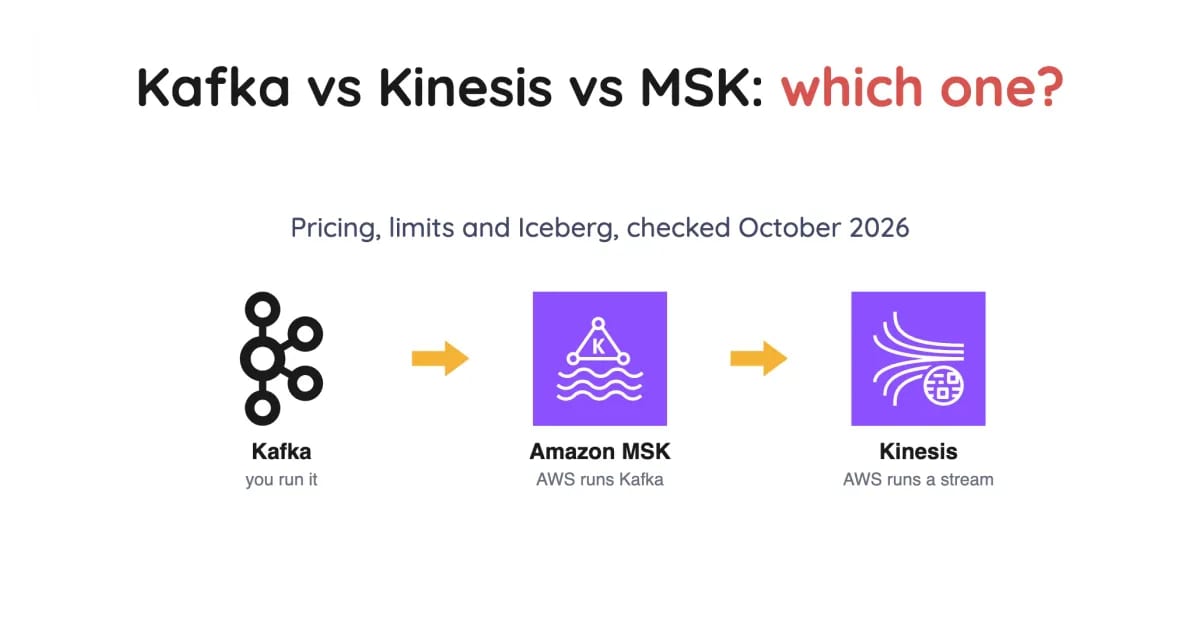 Kafka vs Kinesis vs MSK: which one?
Pricing, limits and Iceberg, checked October 2026
K
Kafka
you run it
Amazon MSK
AWS runs Kafka
Kinesis
AWS runs a stream